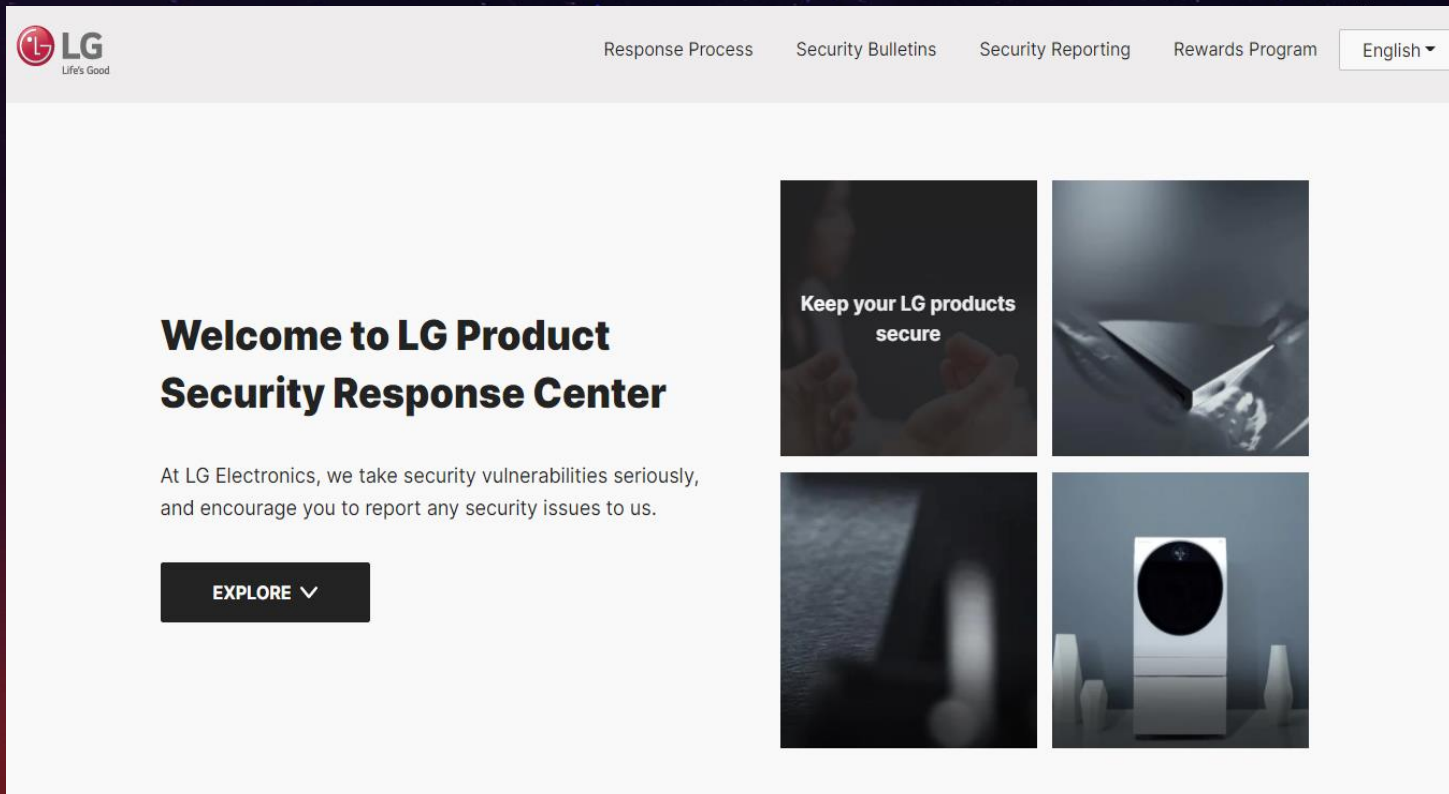 LG
Life's Good
Response Process
Security Bulletins
Security Reporting
Rewards Program
English
Welcome to LG Product
Security Response Center
At LG Electronics, we take security vulnerabilities seriously,
and encourage you to report any security issues to us.
EXPLORE
Keep your LG products
secure